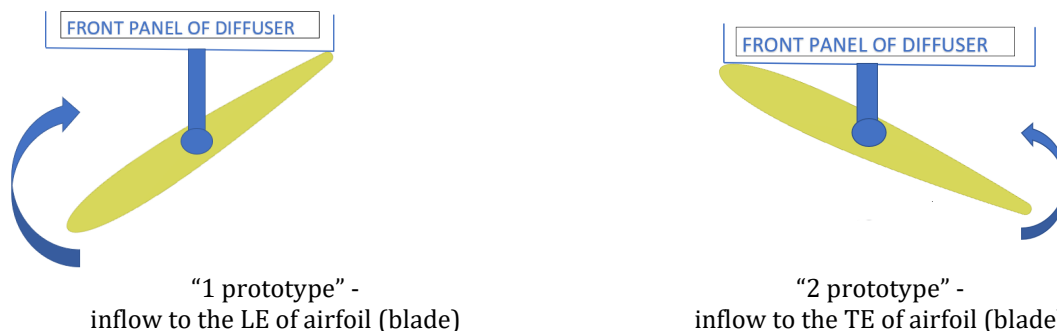 FRONT PANEL OF DIFFUSER
FRONT PANEL OF DIFFUSER
“1 prototype” -
inflow to the LE of airfoil (blade)
“2 prototype” -
inflow to the TE of airfoil (blade